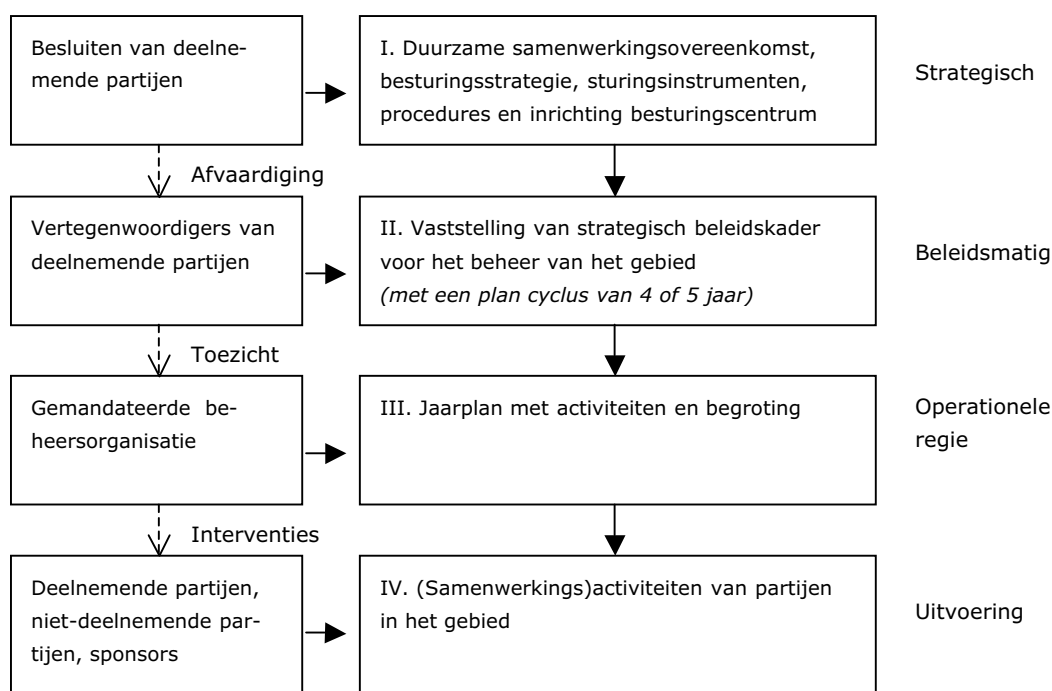 Besluiten van deelne-
mende partijen
I. Duurzame samenwerkingsovereenkomst,
besturingsstrategie, sturingsinstrumenten,
procedures en inrichting besturingscentrum
Strategisch
Afvaardiging
Vertegenwoordigers van
deelnemende partijen
II. Vaststelling van strategisch beleidskader
voor het beheer van het gebied
(met een plan cyclus van 4 of 5 jaar)
Beleidsmatig
Toezicht
Gemandateerde be-
heersorganisatie
III. Jaarplan met activiteiten en begroting
Operationele
regie
Interventies
Deelnemende partijen,
niet-deelnemende par-
tijen, sponsors
IV. (Samenwerkings)activiteiten van partijen
in het gebied
Uitvoering